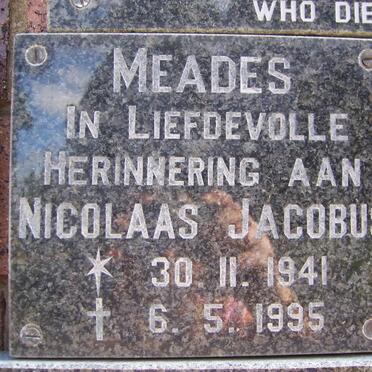 WHO DIE
MEADES
IN LIEFDEVOLLE
HERINNERING AAN
NICOLAAS JACOBUS
* 30. 11. 1941
† 6. 5. 1995